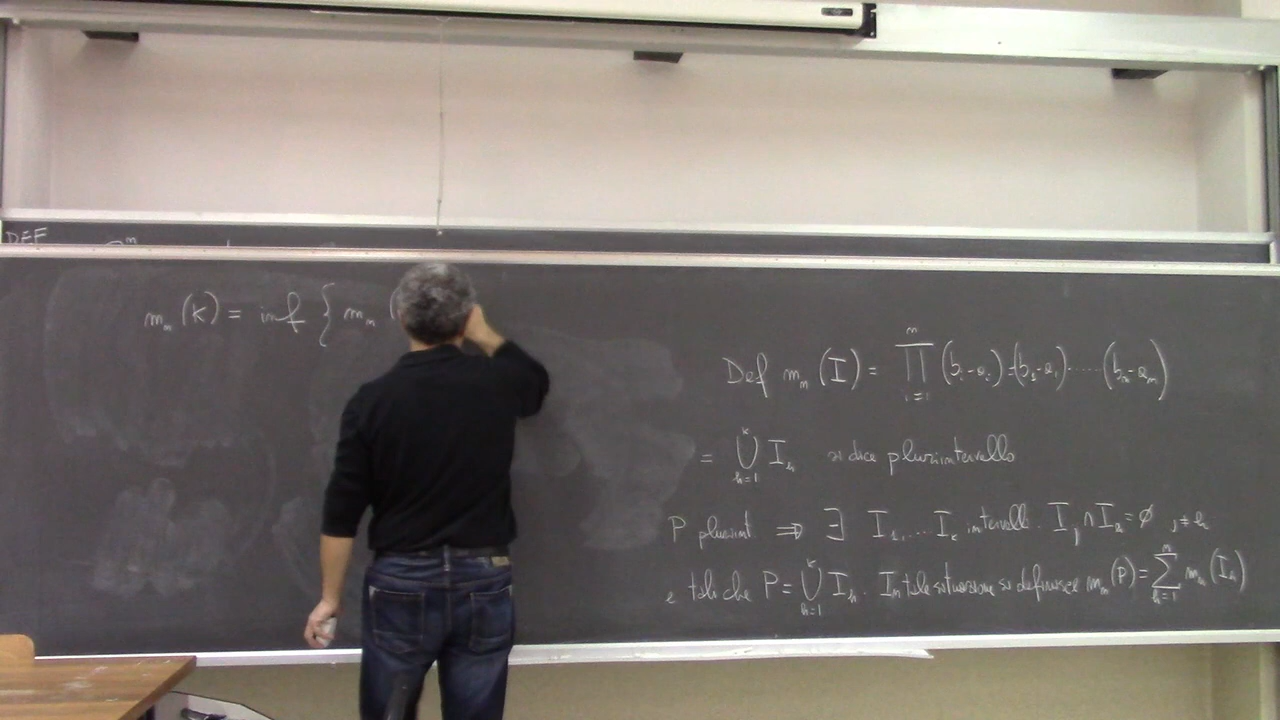 DEF
m_n (K) = inf { m_n (
Def m_n (I) = ∏_{i=1}^{n} (b_i - a_i) = (b_1 - a_1) ..... (b_n - a_n)
= ⋃_{h=1}^{k} I_h si dice plurintervallo
P plurint ⇒ ∃ I_1, .... I_k intervall. I_j ∩ I_h = ∅ , j ≠ h
e tali che P = ⋃_{h=1}^{k} I_h . In tale situazione si definisce m_n (P) = ∑_{h=1}^{n} m_n (I_h)